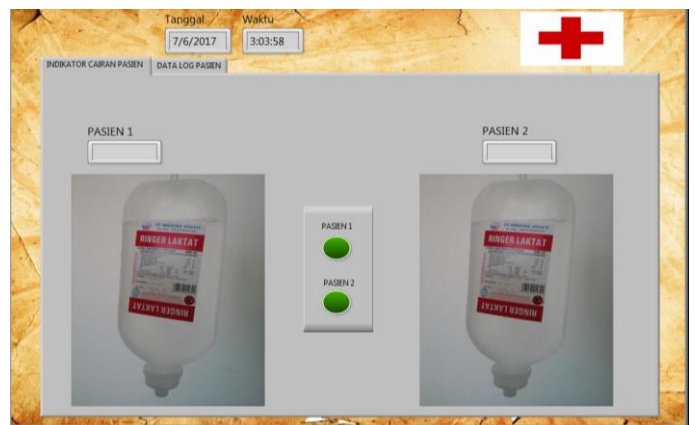 Tanggal Waktu
7/6/2017 3:03:58
INDIKATOR CAIRAN PASIEN DATA LOG PASIEN
PASIEN 1
PASIEN 2
RINGER LAKTAT
RINGER LAKTAT
PASIEN 1
PASIEN 2
RINGER LAKTAT
RINGER LAKTAT